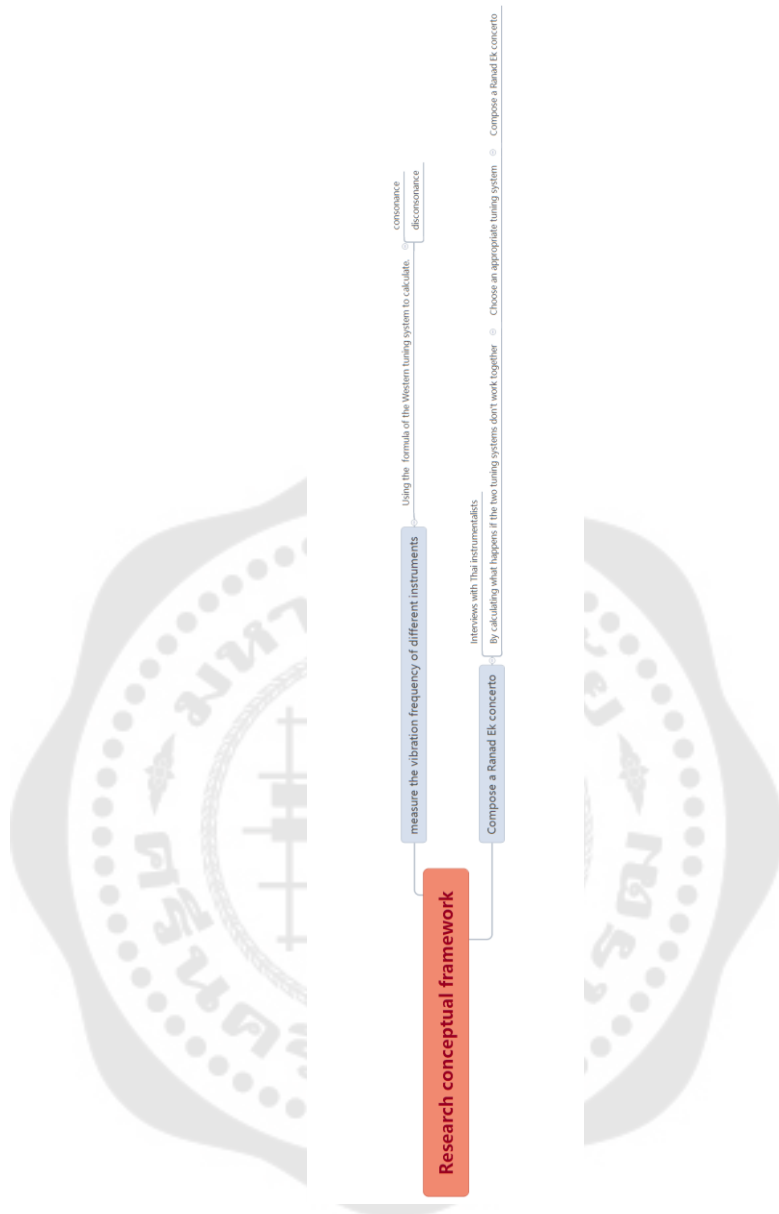 Research conceptual framework
measure the vibration frequency of different instruments
Using the formula of the Western tuning system to calculate.
consonance
disconsonance
Compose a Ranad Ek concerto
Interviews with Thai instrumentalists
By calculating what happens if the two tuning systems don't work together
Choose an appropriate tuning system
Compose a Ranad Ek concerto